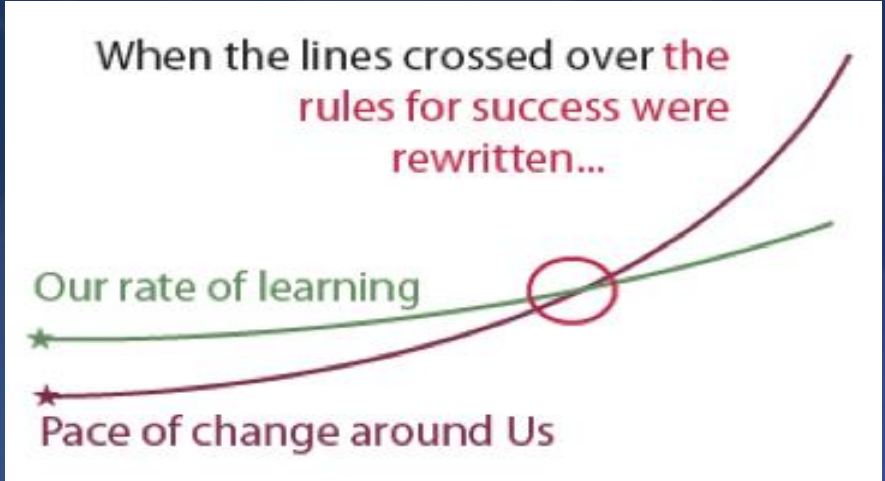 When the lines crossed over the
rules for success were
rewritten...
Our rate of learning
Pace of change around Us